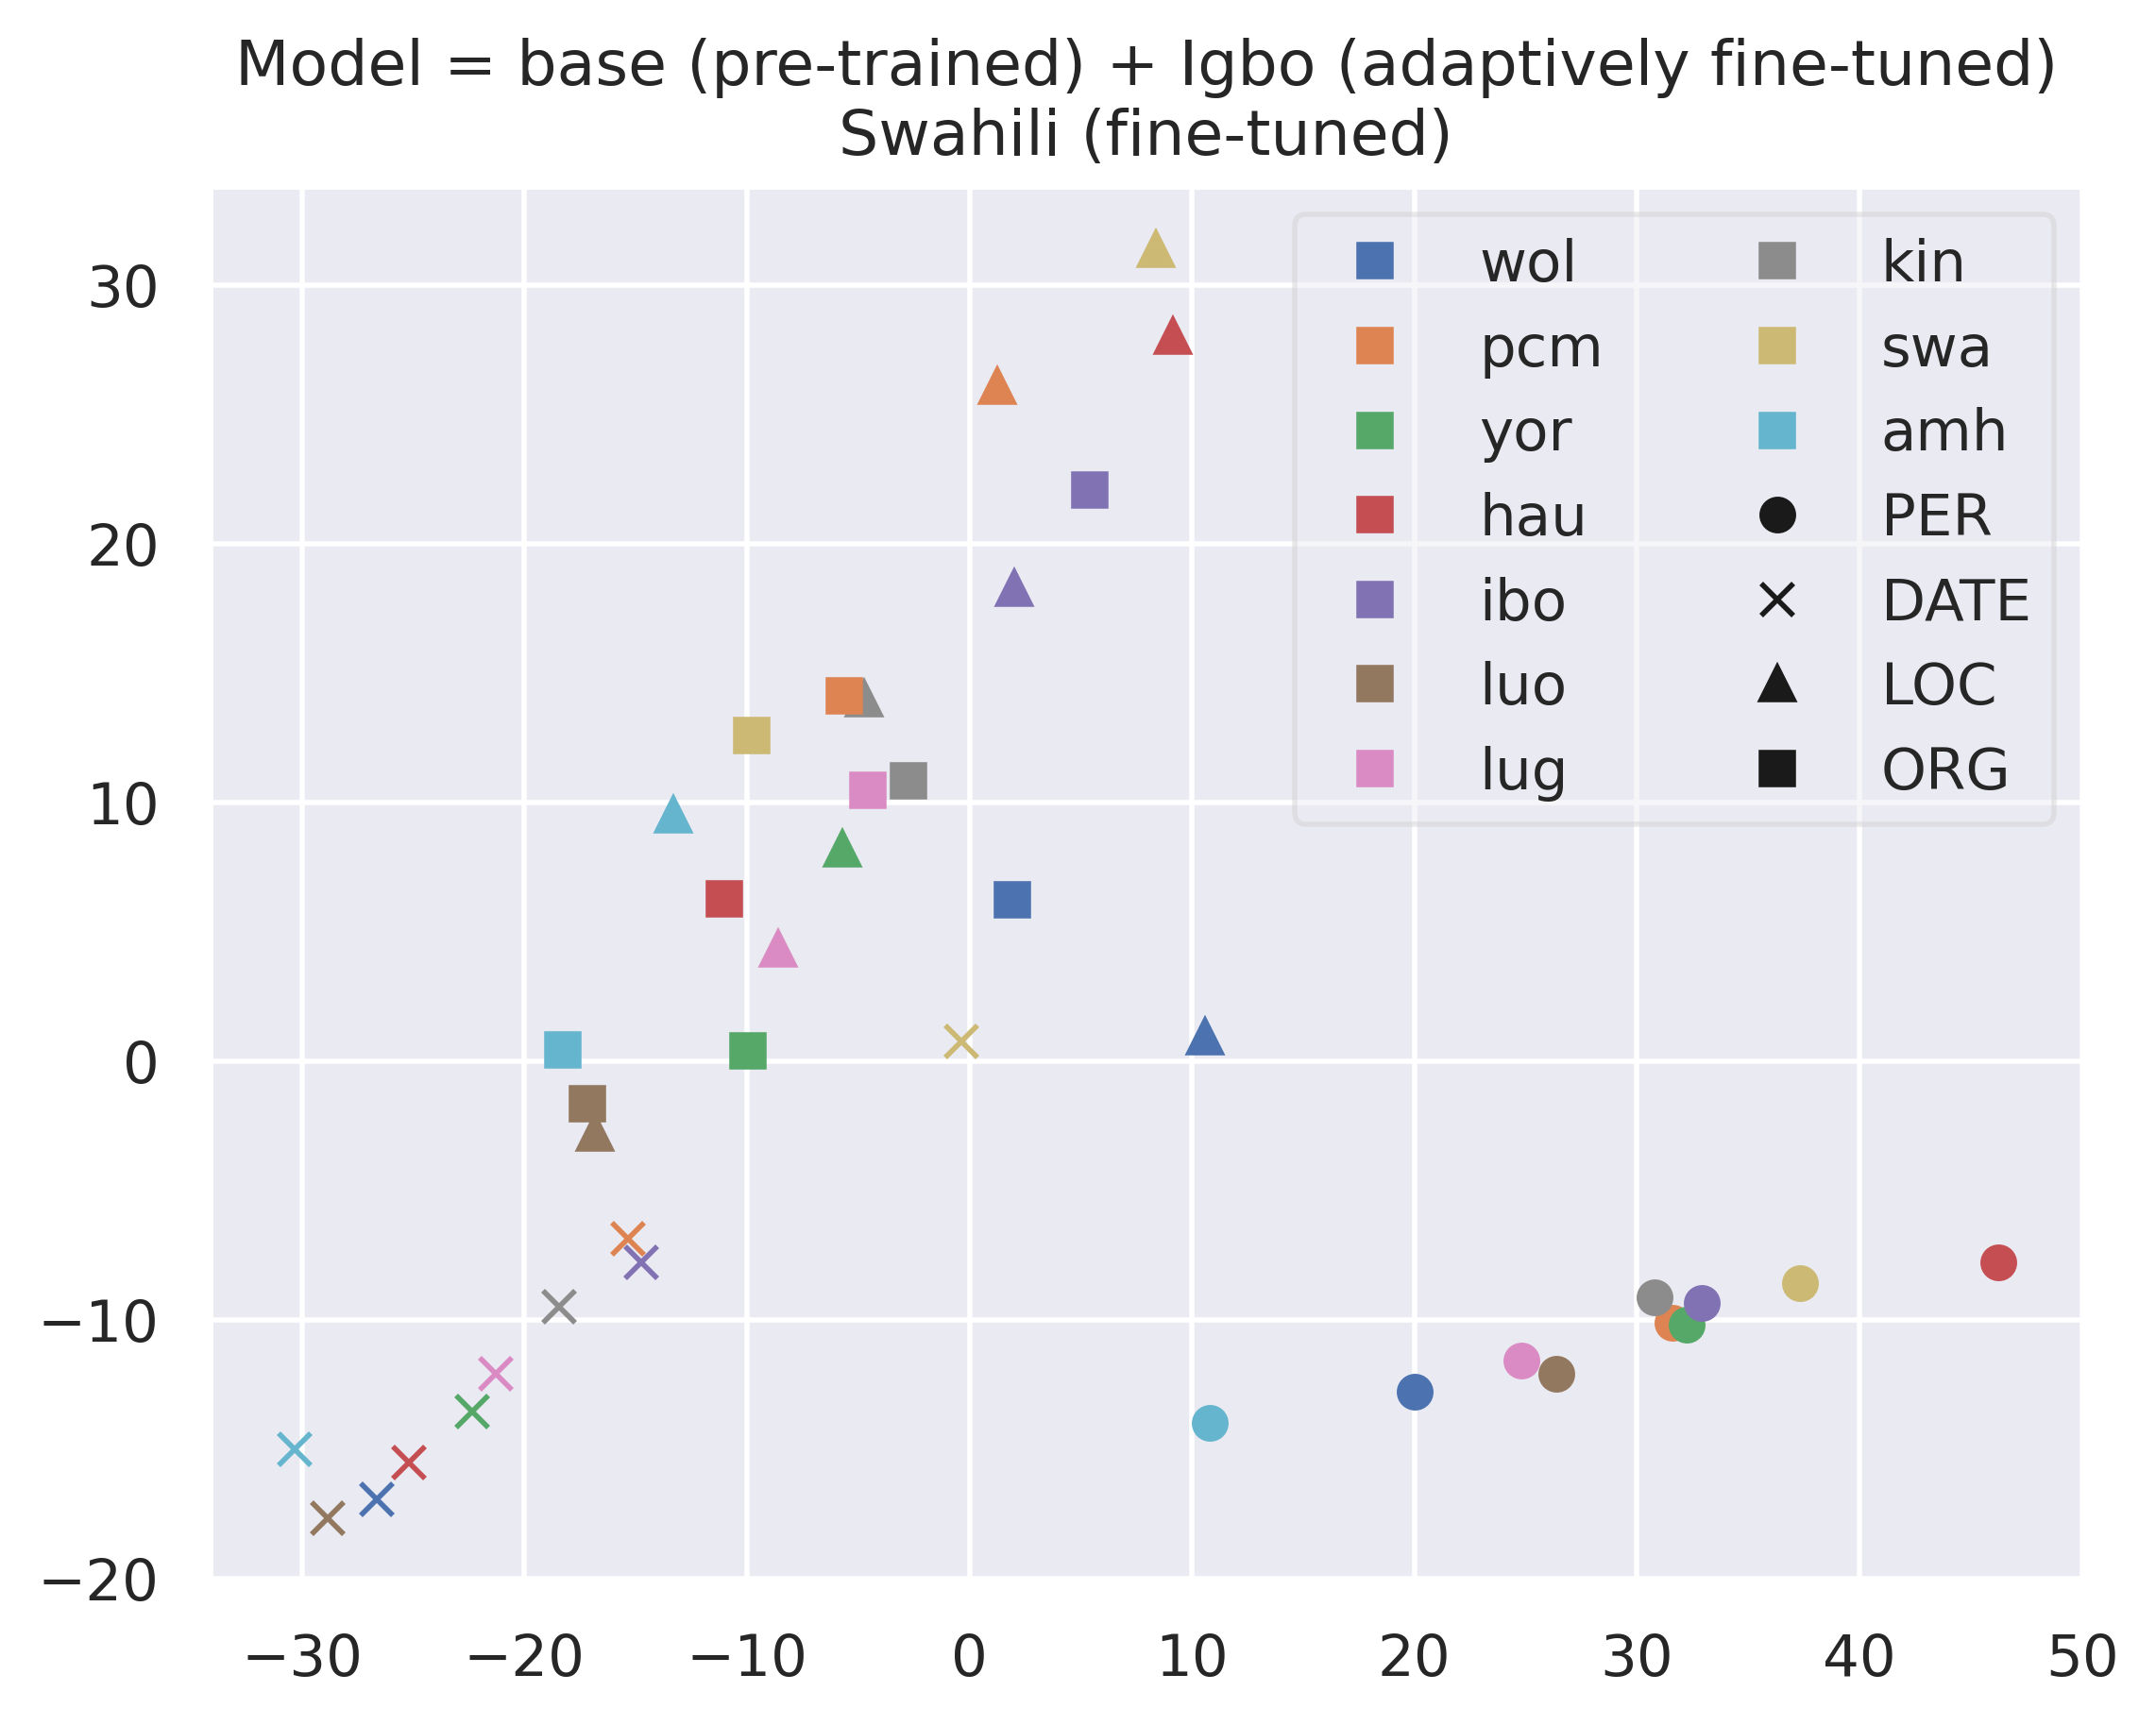 Model = base (pre-trained) + Igbo (adaptively fine-tuned)
Swahili (fine-tuned)
30
20
10
0
−10
−20
−30
−20
−10
0
10
20
30
40
50
wol
pcm
yor
hau
ibo
luo
lug
kin
swa
amh
PER
DATE
LOC
ORG